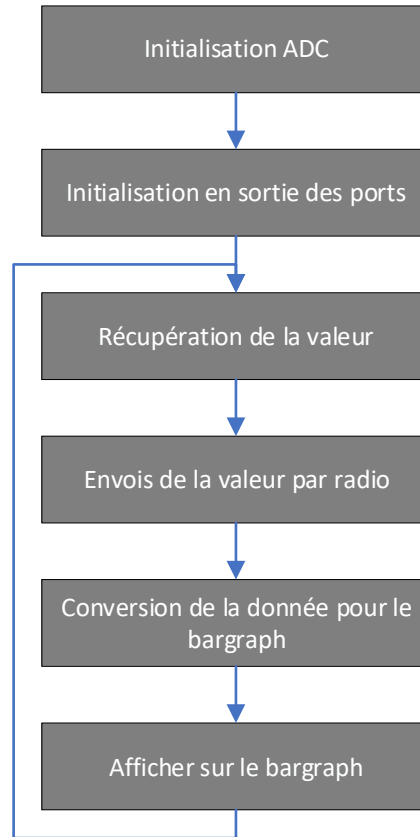 Initialisation ADC
Initialisation en sortie des ports
Récupération de la valeur
Envois de la valeur par radio
Conversion de la donnée pour le
bargraph
Afficher sur le bargraph